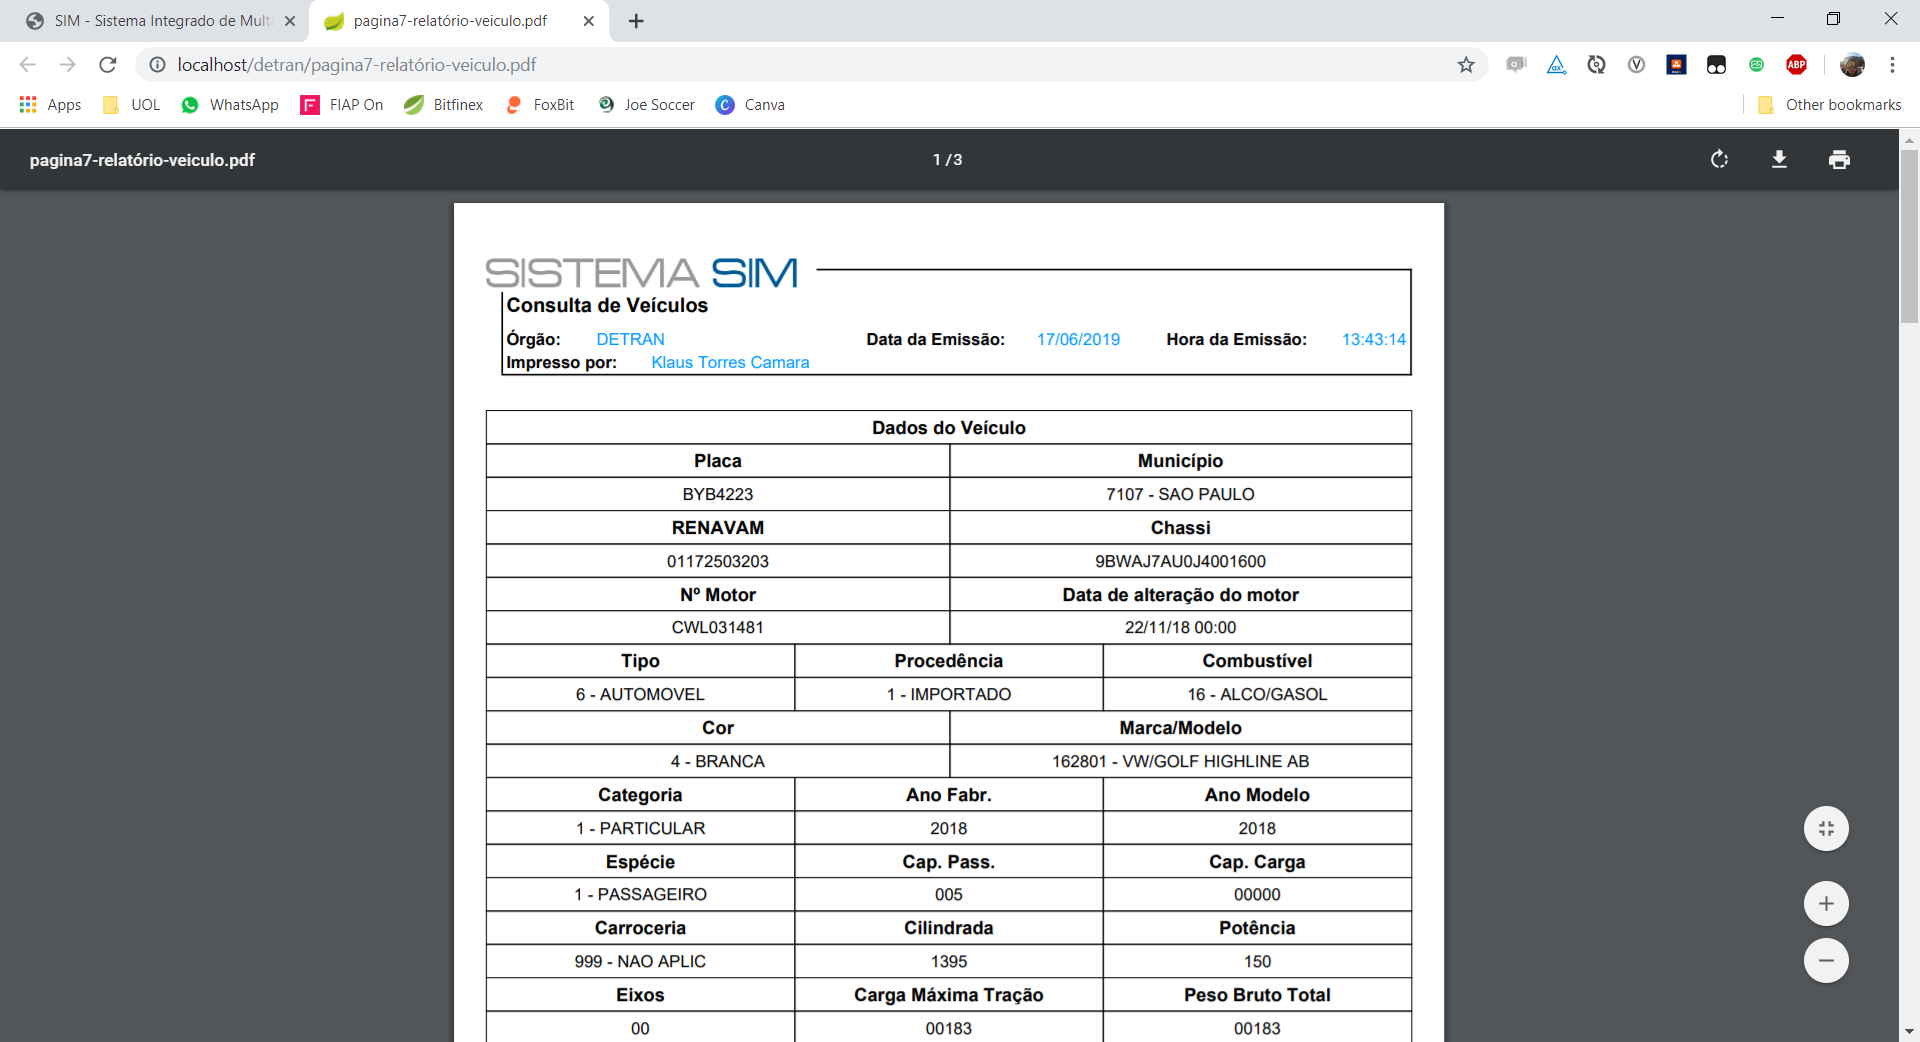 SIM - Sistema Integrado de Mult
pagina7-relatório-veiculo.pdf
localhost/detran/pagina7-relatório-veiculo.pdf
ABP
Apps UOL WhatsApp FIAP On Bitfinex FoxBit Joe Soccer Canva Other bookmarks
pagina7-relatório-veiculo.pdf 1 / 3
SISTEMA SIM
Consulta de Veículos
Órgão: DETRAN Data da Emissão: 17/06/2019 Hora da Emissão: 13:43:14
Impresso por: Klaus Torres Camara
Dados do Veículo
Placa Município
BYB4223 7107 - SAO PAULO
RENAVAM Chassi
01172503203 9BWAJ7AU0J4001600
Nº Motor Data de alteração do motor
CWL031481 22/11/18 00:00
Tipo Procedência Combustível
6 - AUTOMOVEL 1 - IMPORTADO 16 - ALCO/GASOL
Cor Marca/Modelo
4 - BRANCA 162801 - VW/GOLF HIGHLINE AB
Categoria Ano Fabr. Ano Modelo
1 - PARTICULAR 2018 2018
Espécie Cap. Pass. Cap. Carga
1 - PASSAGEIRO 005 00000
Carroceria Cilindrada Potência
999 - NAO APLIC 1395 150
Eixos Carga Máxima Tração Peso Bruto Total
00 00183 00183